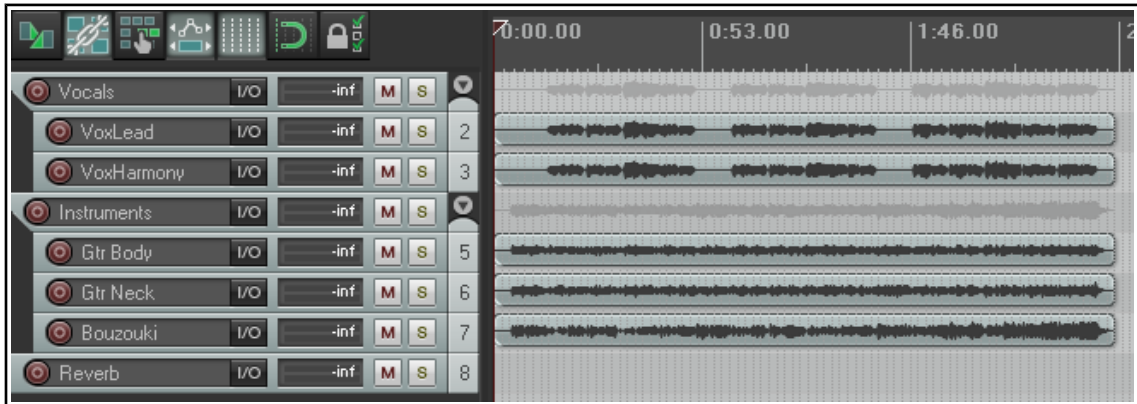 0:00.00 0:53.00 1:46.00 2
Vocals I/O -inf M S
VoxLead I/O -inf M S 2
VoxHarmony I/O -inf M S 3
Instruments I/O -inf M S
Gtr Body I/O -inf M S 5
Gtr Neck I/O -inf M S 6
Bouzouki I/O -inf M S 7
Reverb I/O -inf M S 8